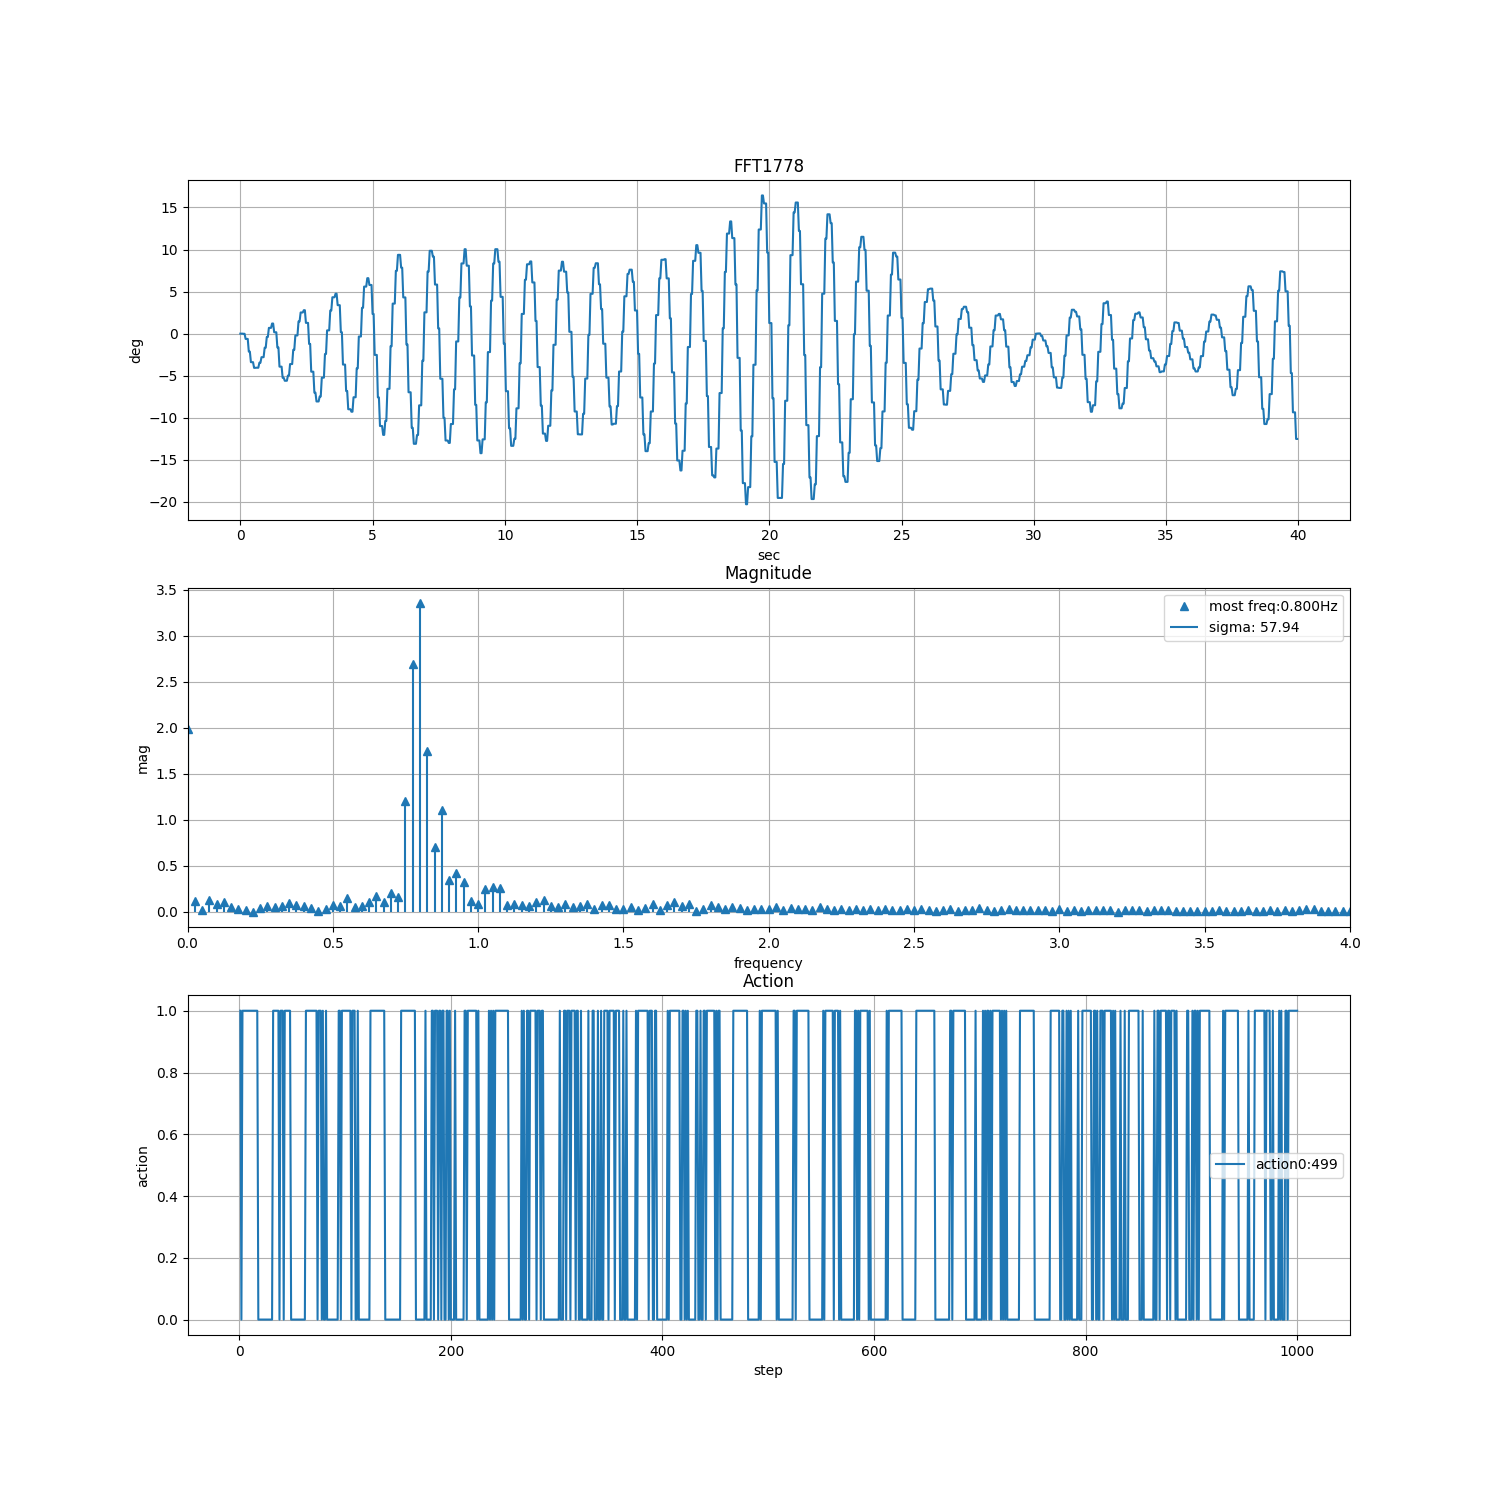 FFT1778
15
10
5
0
−5
−10
−15
−20
deg
0 5 10 15 20 25 30 35 40
sec
Magnitude
3.5
3.0
2.5
2.0
1.5
1.0
0.5
0.0
mag
most freq:0.800Hz
sigma: 57.94
0.0 0.5 1.0 1.5 2.0 2.5 3.0 3.5 4.0
frequency
Action
1.0
0.8
0.6
0.4
0.2
0.0
action
action0:499
0 200 400 600 800 1000
step